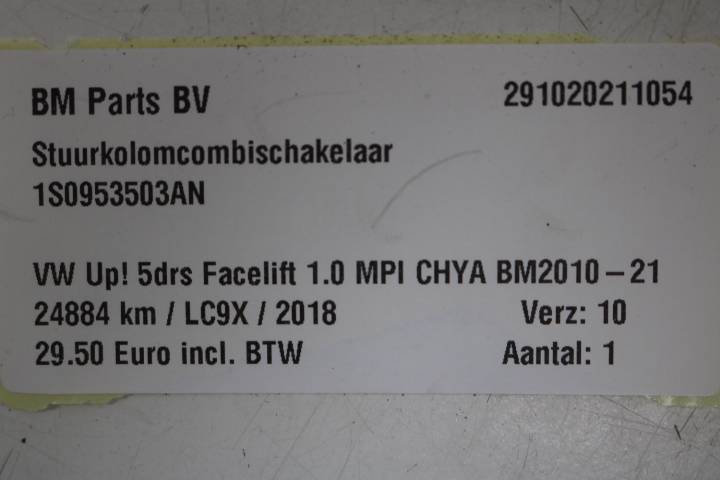 BM Parts BV 291020211054
Stuurkolomcombischakelaar
1S0953503AN
VW Up! 5drs Facelift 1.0 MPI CHYA BM2010-21
24884 km / LC9X / 2018 Verz: 10
29.50 Euro incl. BTW Aantal: 1